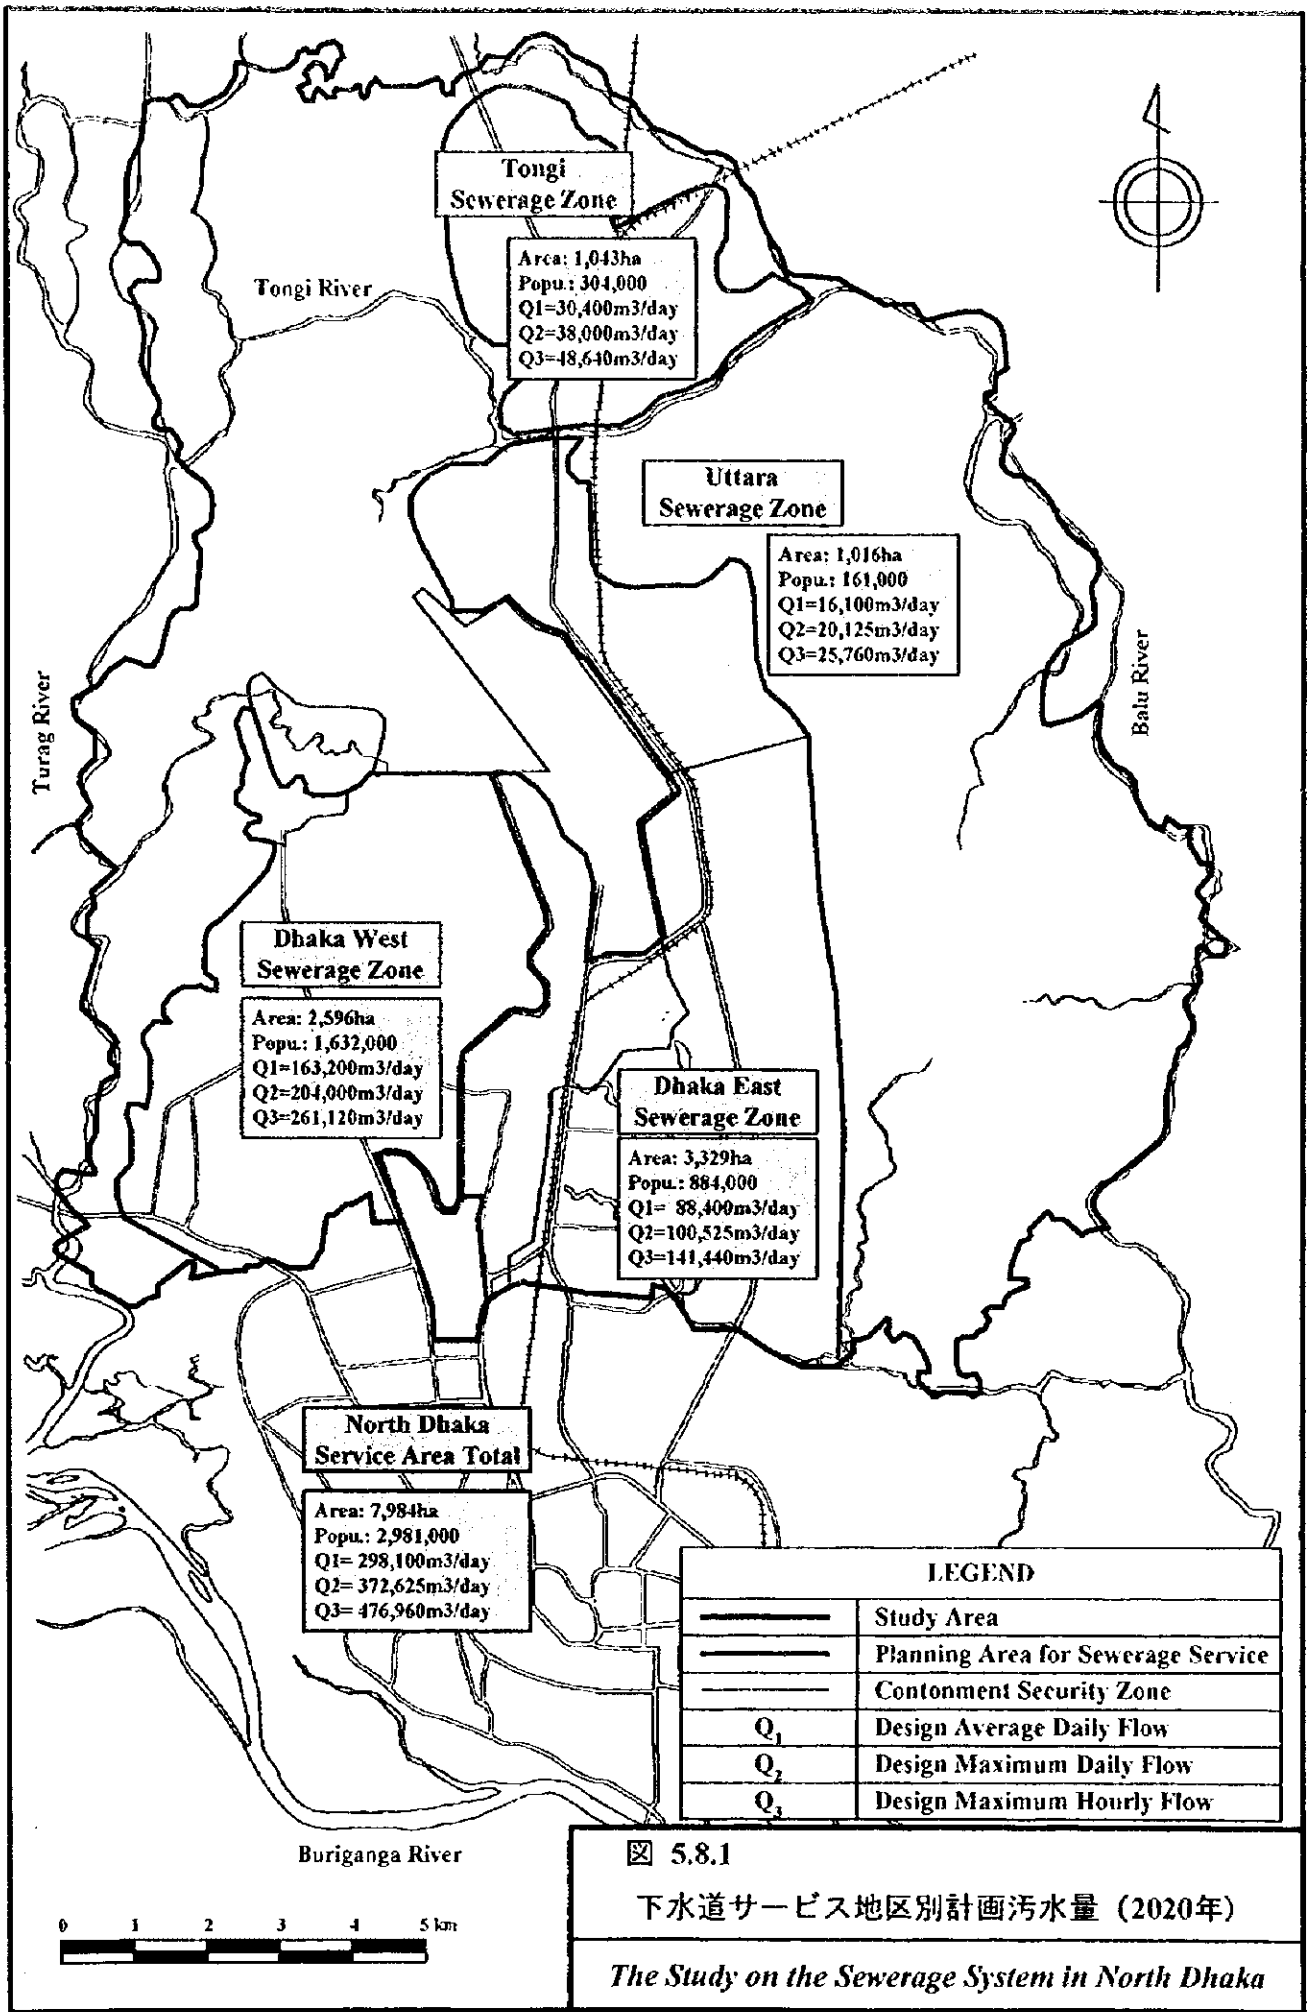 Tongi
Sewerage Zone
Area: 1,043ha
Popu.: 304,000
Q1=30,400m3/day
Q2=38,000m3/day
Q3=48,640m3/day
Tongi River
Uttara
Sewerage Zone
Area: 1,016ha
Popu.: 161,000
Q1=16,100m3/day
Q2=20,125m3/day
Q3=25,760m3/day
Turag River
Balu River
Dhaka West
Sewerage Zone
Area: 2,596ha
Popu.: 1,632,000
Q1=163,200m3/day
Q2=204,000m3/day
Q3=261,120m3/day
Dhaka East
Sewerage Zone
Area: 3,329ha
Popu.: 884,000
Q1= 88,400m3/day
Q2=100,525m3/day
Q3=141,440m3/day
North Dhaka
Service Area Total
Area: 7,984ha
Popu.: 2,981,000
Q1= 298,100m3/day
Q2= 372,625m3/day
Q3= 476,960m3/day
LEGEND
Study Area
Planning Area for Sewerage Service
Contonment Security Zone
Q1 Design Average Daily Flow
Q2 Design Maximum Daily Flow
Q3 Design Maximum Hourly Flow
Buriganga River
0 1 2 3 4 5 km
図 5.8.1
下水道サービス地区別計画汚水量（2020年）
The Study on the Sewerage System in North Dhaka